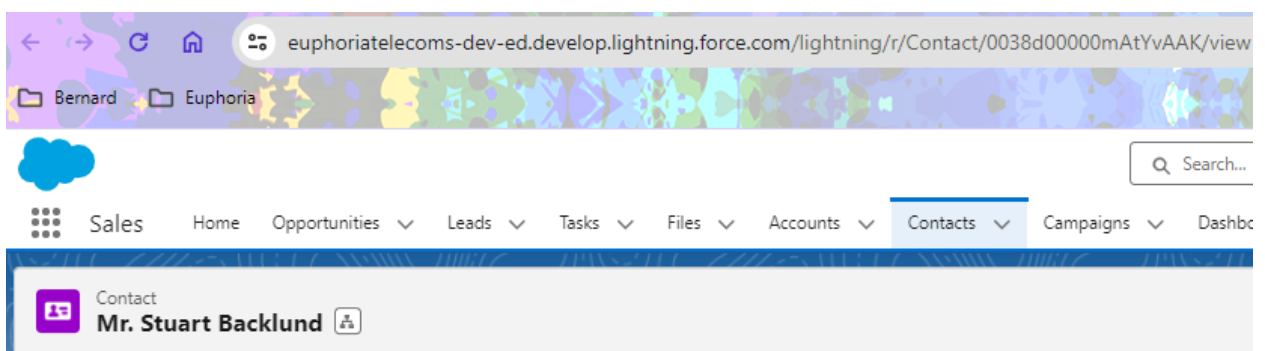 euphoriatelecoms-dev-ed.develop.lightning.force.com/lightning/r/Contact/0038d00000mAtYvAAK/view
Bernard Euphoria
Search...
Sales Home Opportunities Leads Tasks Files Accounts Contacts Campaigns Dashbo
Contact
Mr. Stuart Backlund